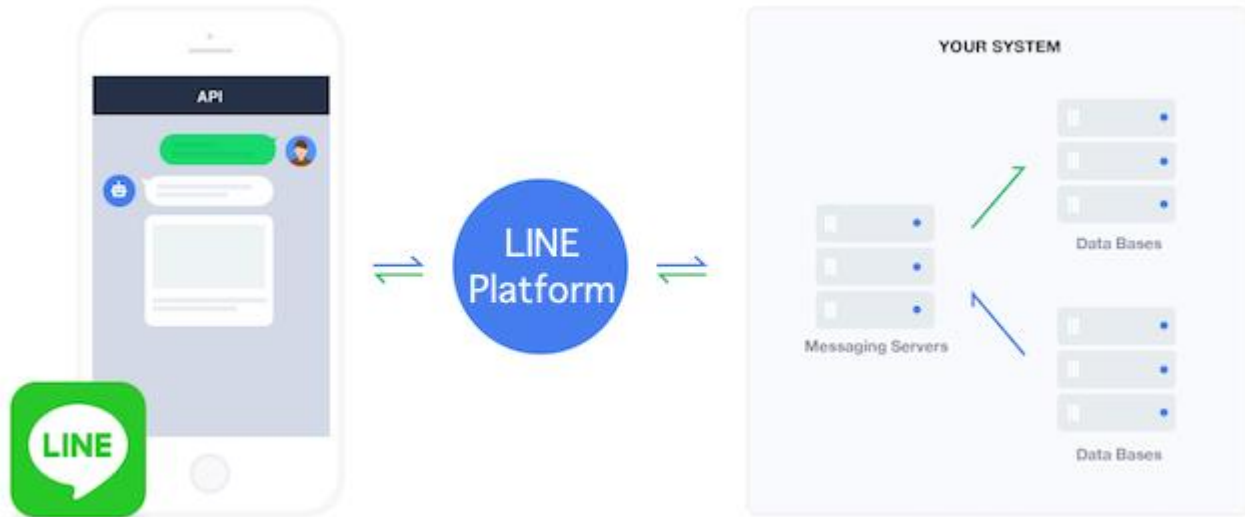 API
LINE
LINE
Platform
YOUR SYSTEM
Messaging Servers
Data Bases
Data Bases